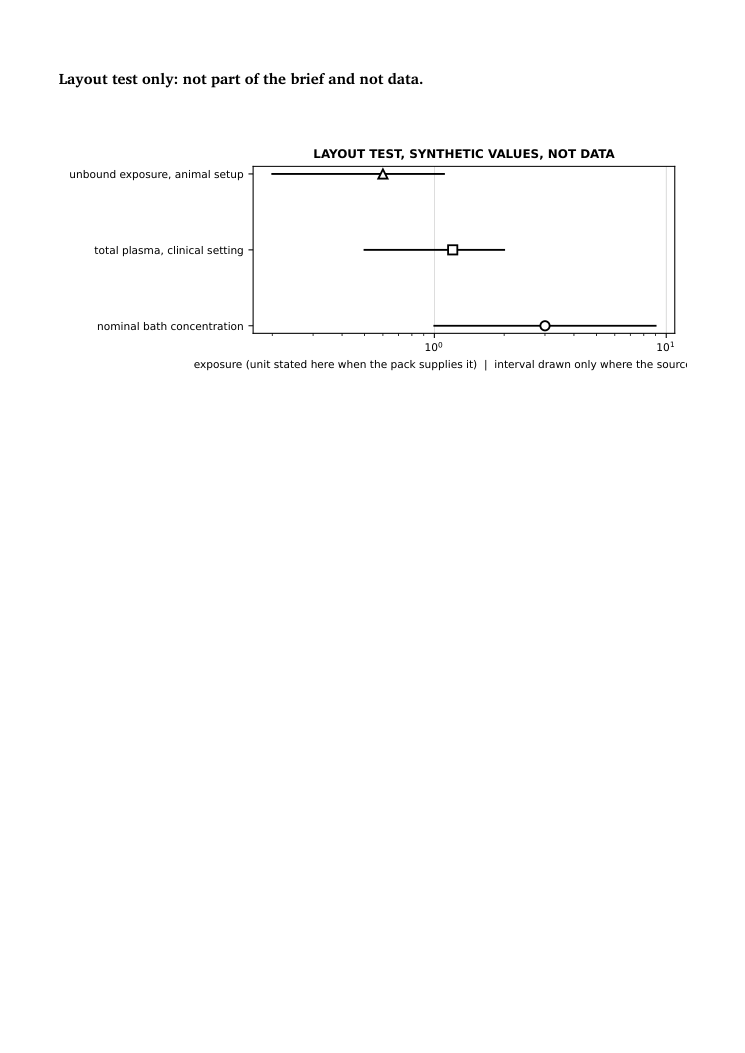 Layout test only: not part of the brief and not data.
LAYOUT TEST, SYNTHETIC VALUES, NOT DATA
unbound exposure, animal setup
total plasma, clinical setting
nominal bath concentration
10⁰ 10¹
exposure (unit stated here when the pack supplies it) | interval drawn only where the sourc